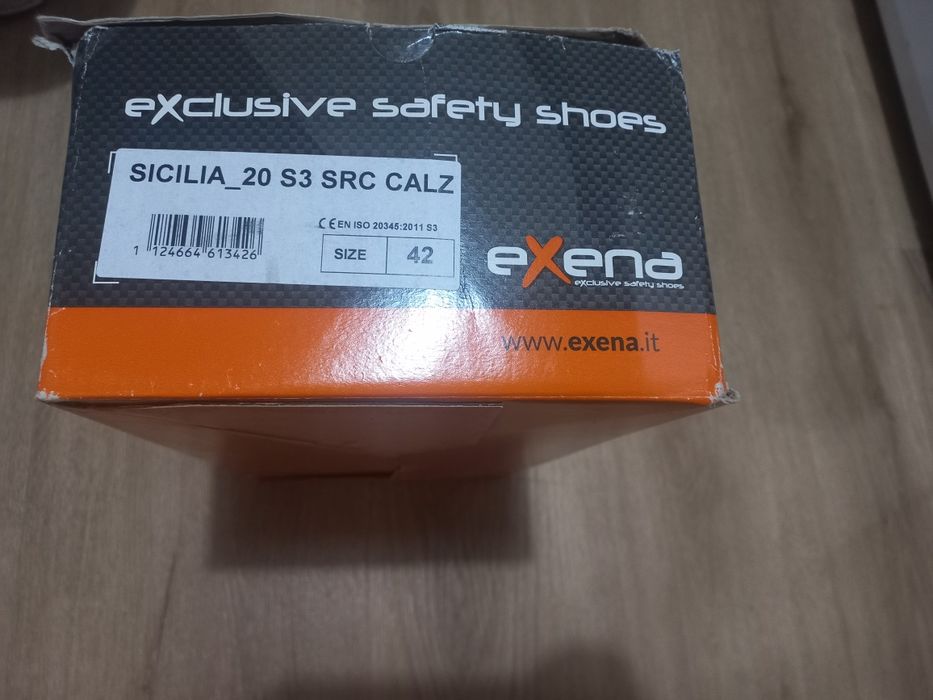 eXclusive safety shoes
SICILIA_20 S3 SRC CALZ
CE EN ISO 20345:2011 S3
1 124664 613426
SIZE 42
eXena
eXclusive safety shoes
www.exena.it